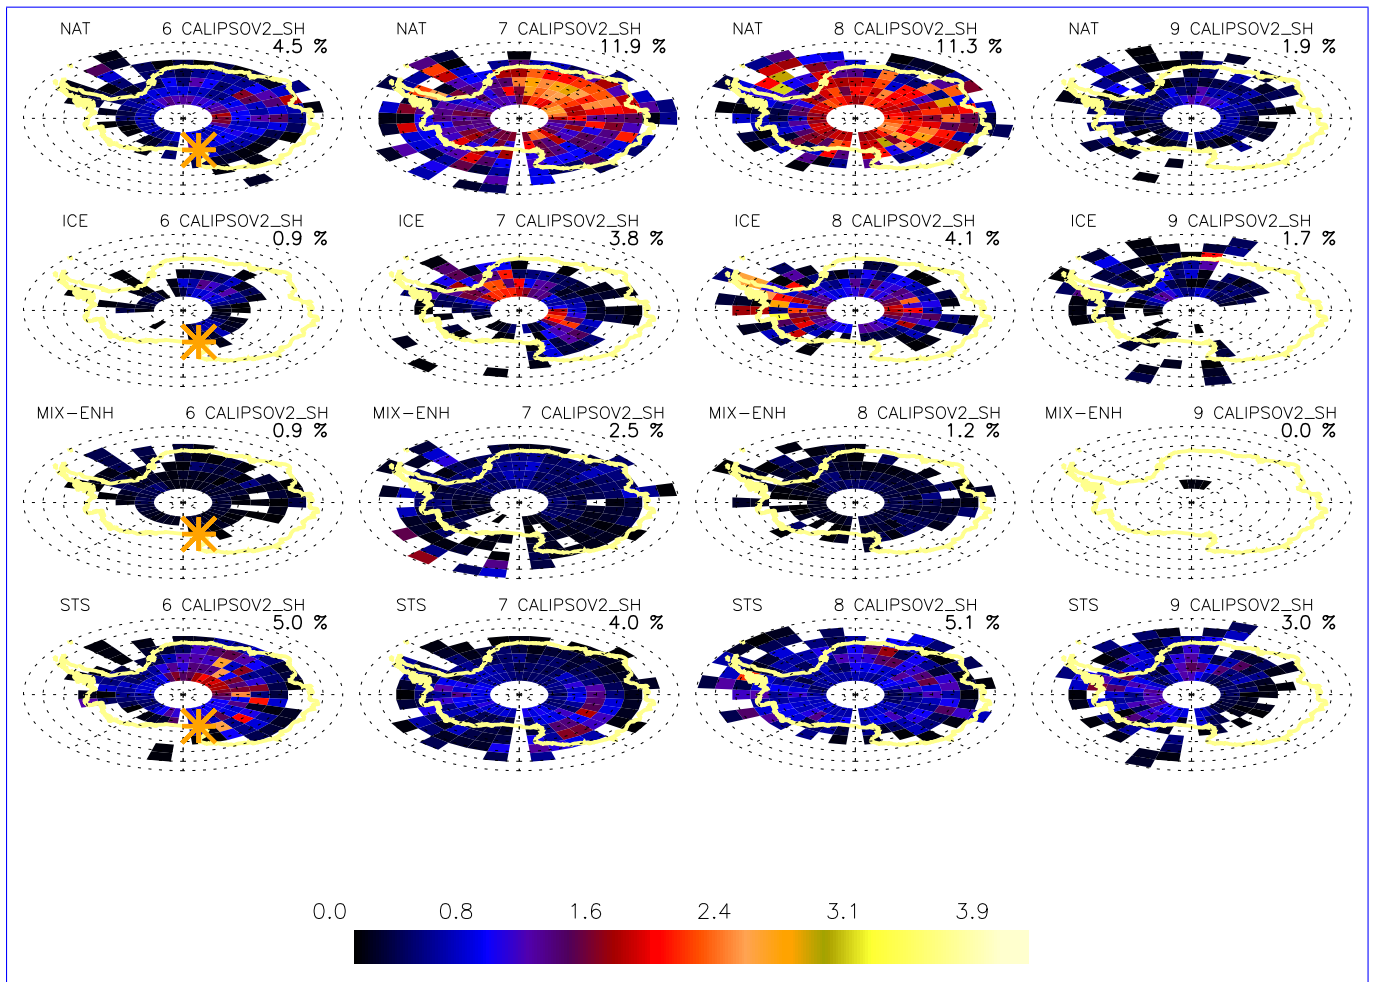 NAT 6 CALIPSOV2_SH NAT 7 CALIPSOV2_SH NAT 8 CALIPSOV2_SH NAT 9 CALIPSOV2_SH
4.5 % 11.9 % 11.3 % 1.9 %
ICE 6 CALIPSOV2_SH ICE 7 CALIPSOV2_SH ICE 8 CALIPSOV2_SH ICE 9 CALIPSOV2_SH
0.9 % 3.8 % 4.1 % 1.7 %
MIX-ENH 6 CALIPSOV2_SH MIX-ENH 7 CALIPSOV2_SH MIX-ENH 8 CALIPSOV2_SH MIX-ENH 9 CALIPSOV2_SH
0.9 % 2.5 % 1.2 % 0.0 %
STS 6 CALIPSOV2_SH STS 7 CALIPSOV2_SH STS 8 CALIPSOV2_SH STS 9 CALIPSOV2_SH
5.0 % 4.0 % 5.1 % 3.0 %
0.0 0.8 1.6 2.4 3.1 3.9